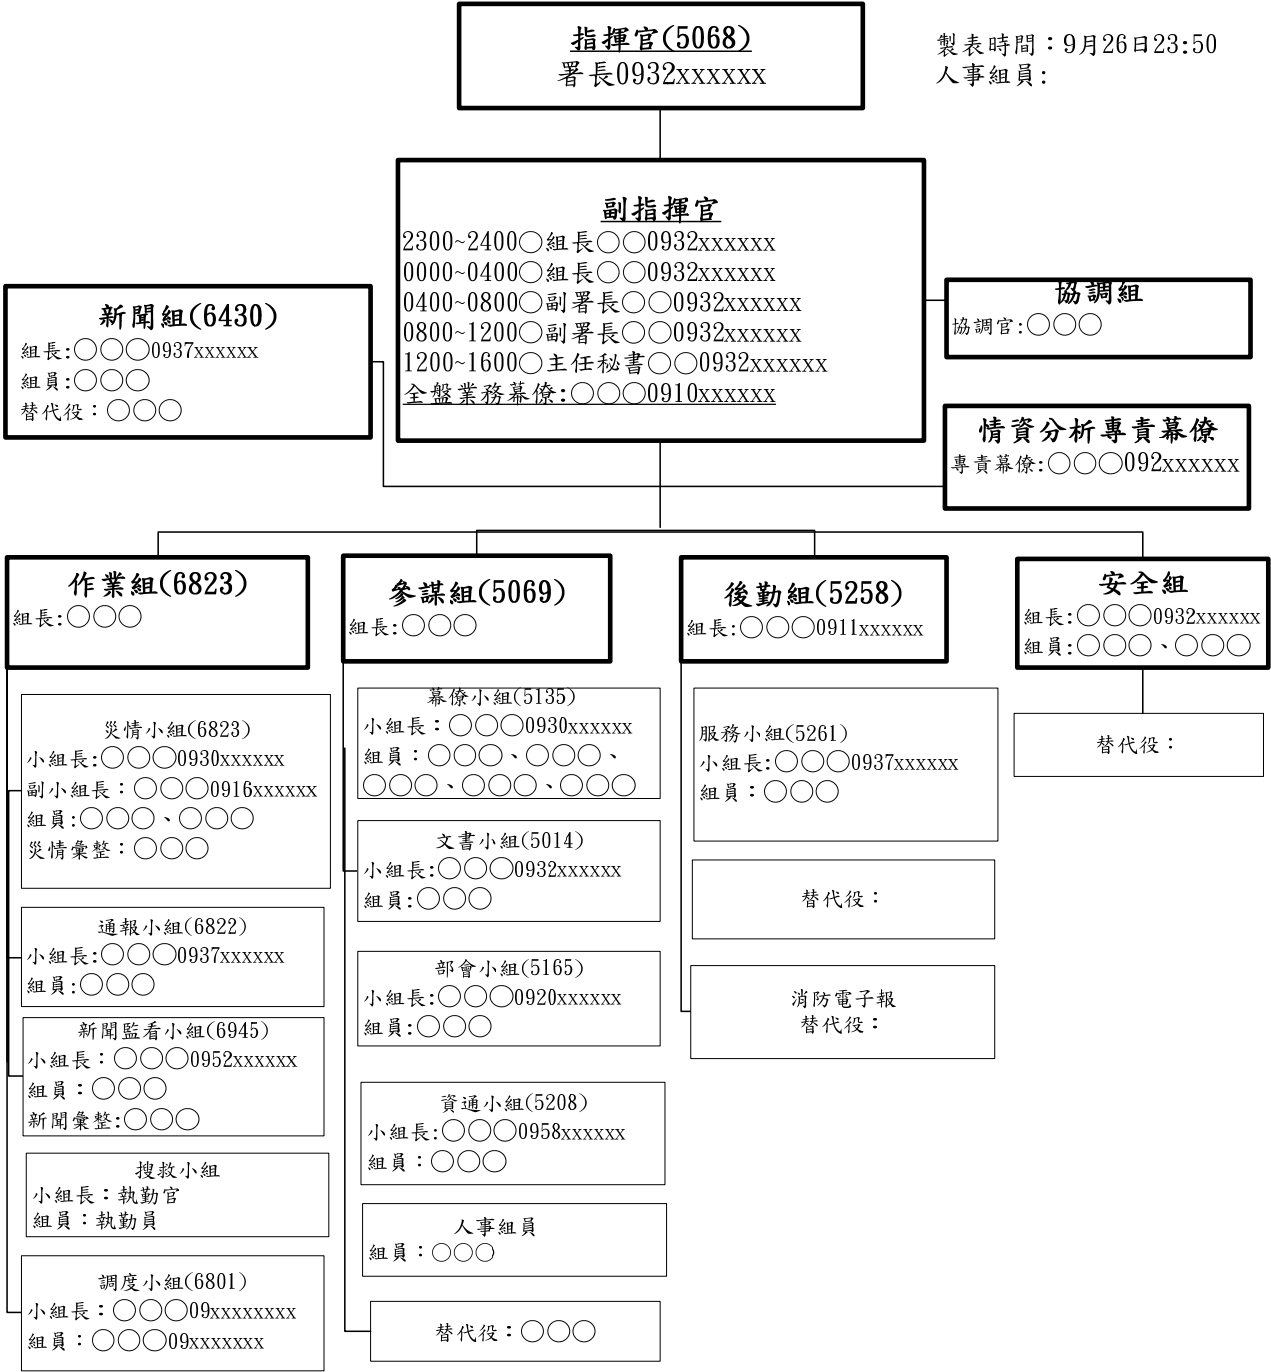 指揮官(5068)
署長0932xxxxxx
製表時間：9月26日23:50
人事組員:
副指揮官
2300~2400○組長○○0932xxxxxx
0000~0400○組長○○0932xxxxxx
0400~0800○副署長○○0932xxxxxx
0800~1200○副署長○○0932xxxxxx
1200~1600○主任秘書○○0932xxxxxx
全盤業務幕僚:○○○0910xxxxxx
新聞組(6430)
組長:○○○0937xxxxxx
組員:○○○
替代役：○○○
協調組
協調官:○○○
情資分析專責幕僚
專責幕僚:○○○092xxxxxx
作業組(6823)
組長:○○○
災情小組(6823)
小組長:○○○0930xxxxxx
副小組長：○○○0916xxxxxx
組員:○○○、○○○
災情彙整：○○○
通報小組(6822)
小組長:○○○0937xxxxxx
組員:○○○
新聞監看小組(6945)
小組長：○○○0952xxxxxx
組員：○○○
新聞彙整:○○○
搜救小組
小組長：執勤官
組員：執勤員
調度小組(6801)
小組長：○○○09xxxxxxxx
組員：○○○09xxxxxxx
參謀組(5069)
組長:○○○
幕僚小組(5135)
小組長：○○○0930xxxxxx
組員：○○○、○○○、
○○○、○○○、○○○
文書小組(5014)
小組長:○○○0932xxxxxx
組員:○○○
部會小組(5165)
小組長:○○○0920xxxxxx
組員:○○○
資通小組(5208)
小組長:○○○0958xxxxxx
組員：○○○
人事組員
組員：○○○
替代役：○○○
後勤組(5258)
組長:○○○0911xxxxxx
服務小組(5261)
小組長:○○○0937xxxxxx
組員：○○○
替代役：
消防電子報
替代役：
安全組
組長:○○○0932xxxxxx
組員:○○○、○○○
替代役：